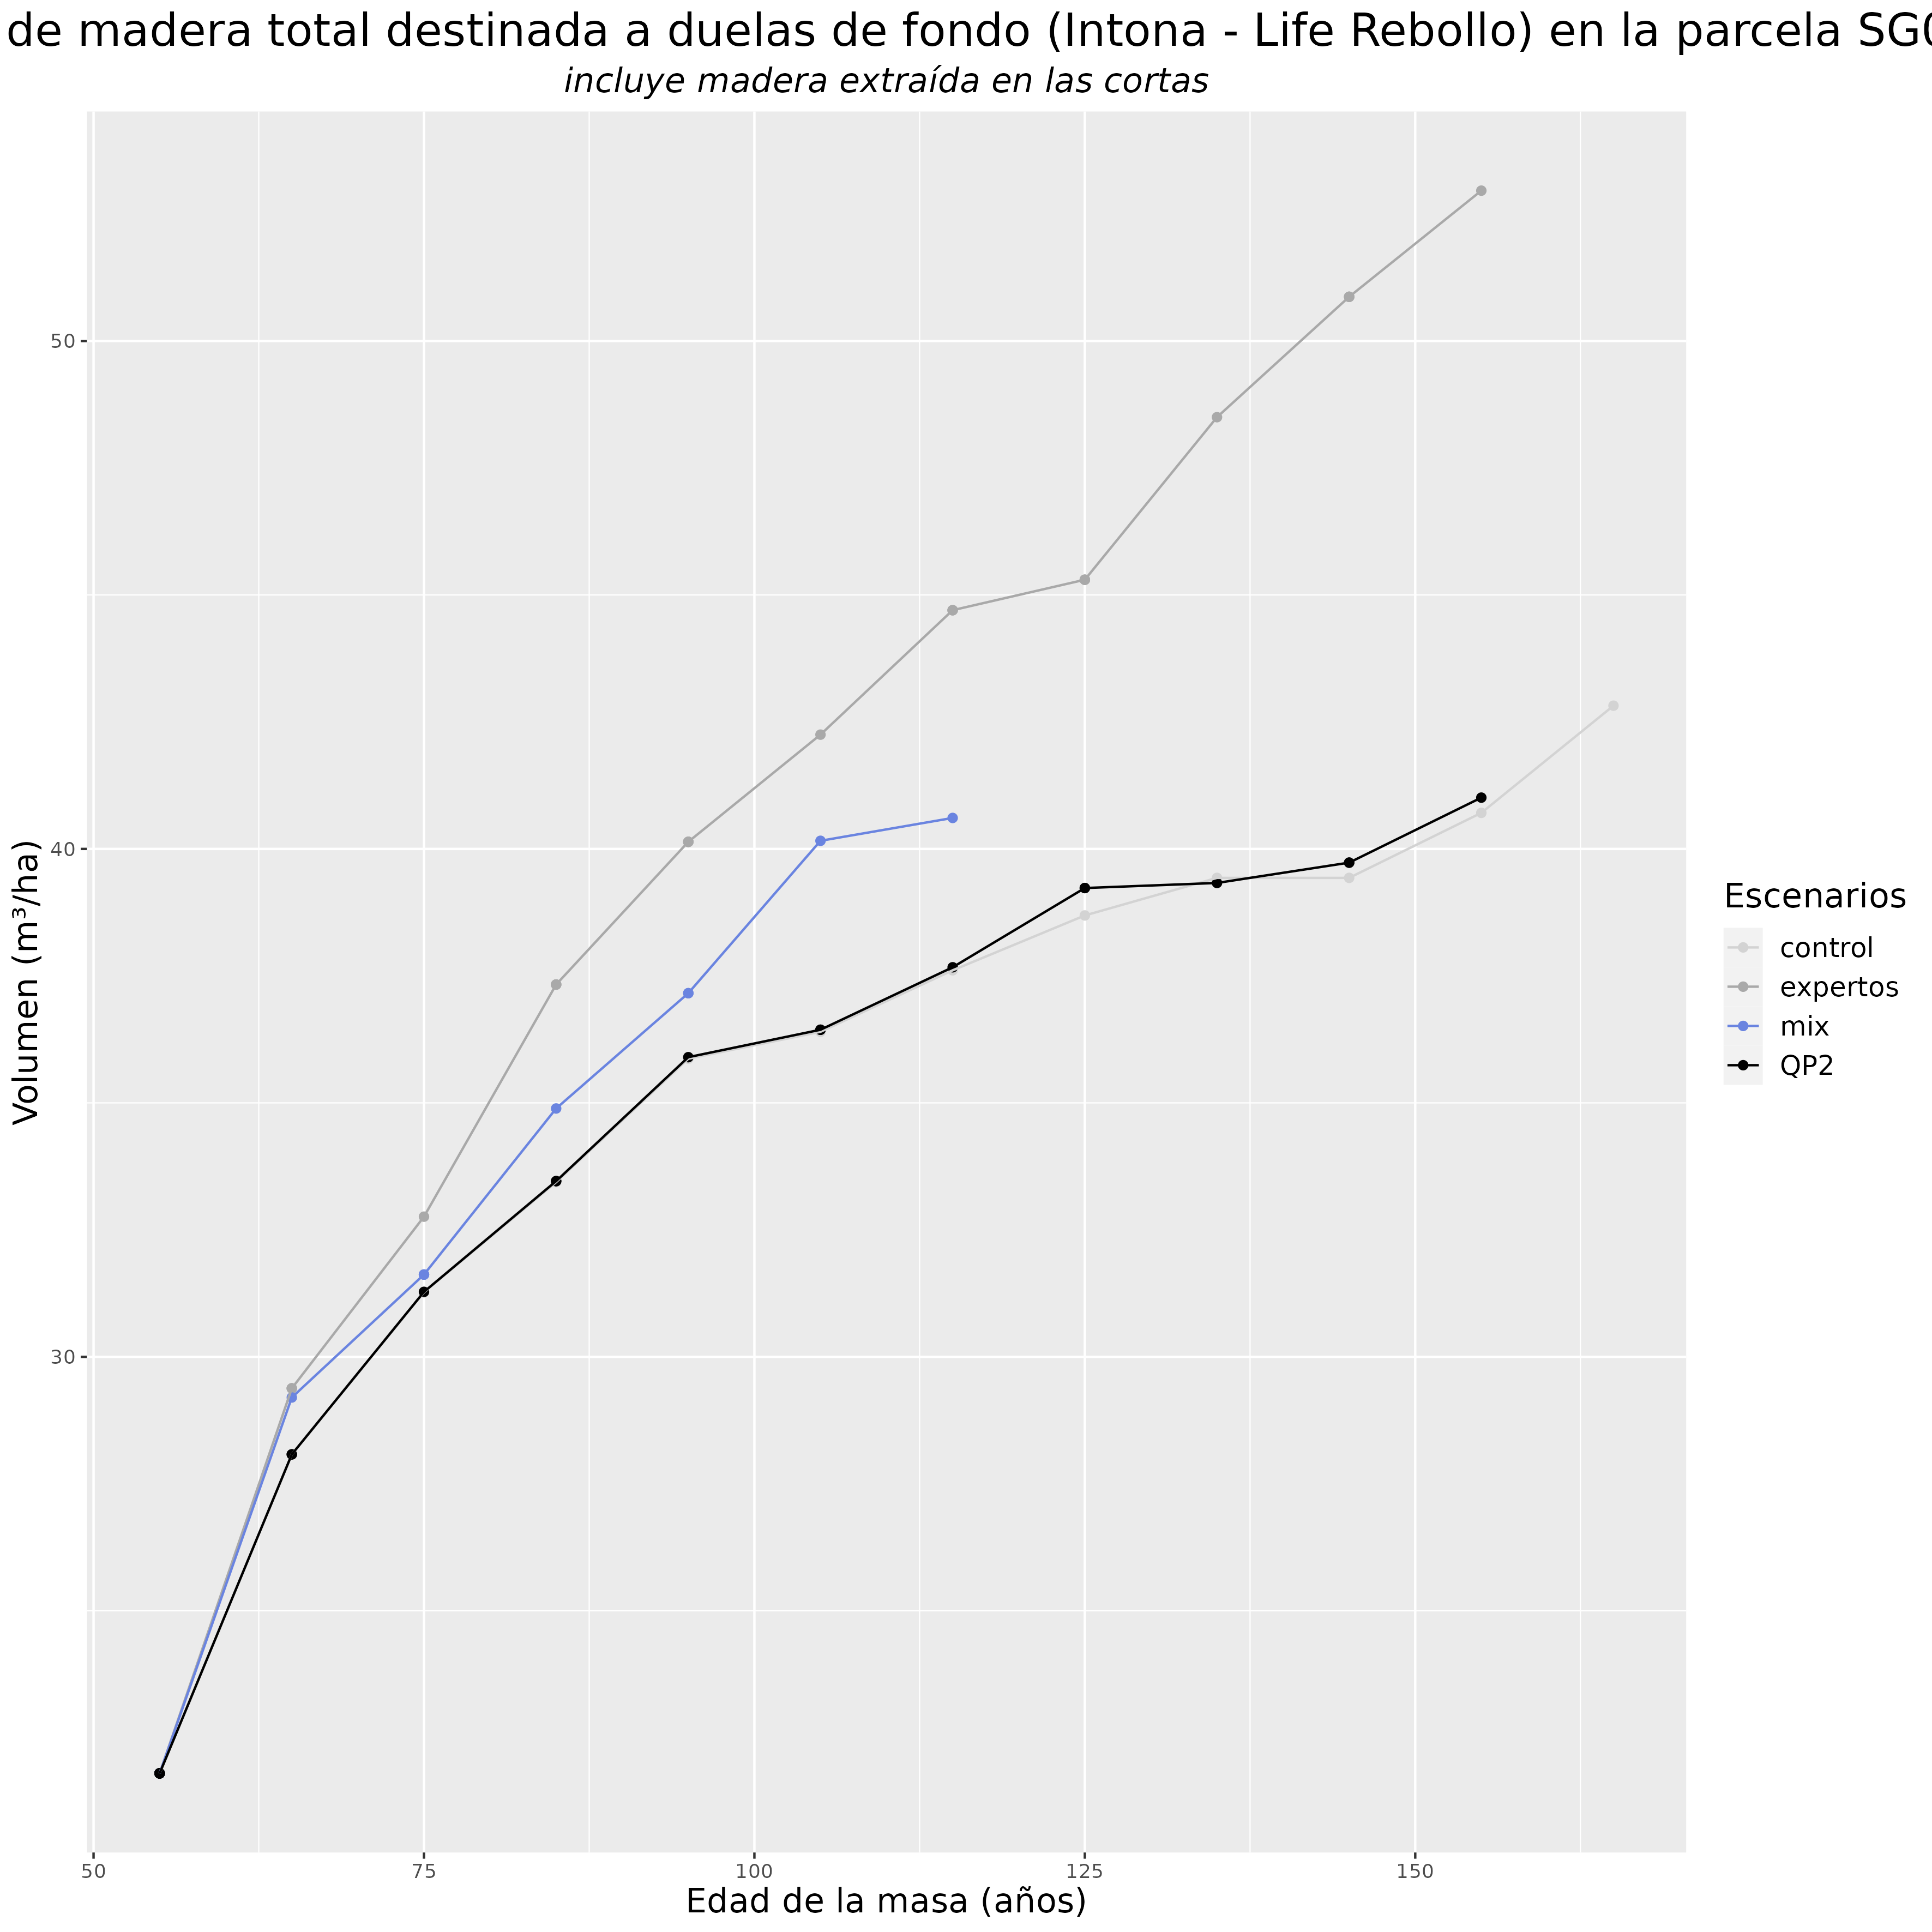 de madera total destinada a duelas de fondo (Intona - Life Rebollo) en la parcela
incluye madera extraída en las cortas
Volumen (m³/ha)
50
40
30
50
75
100
125
150
Edad de la masa (años)
Escenarios
control
expertos
mix
QP2